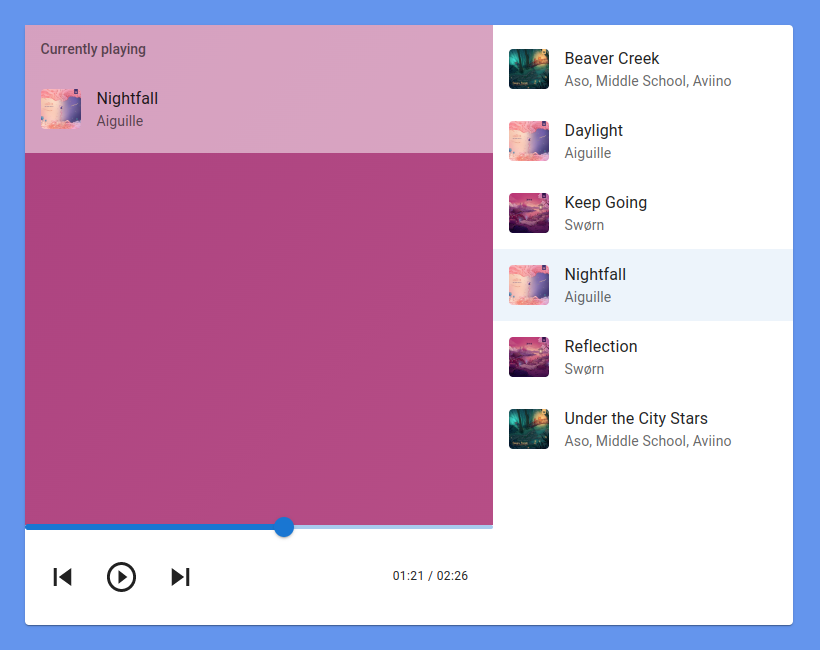 Currently playing
Nightfall
Aiguille
01:21 / 02:26
Beaver Creek
Aso, Middle School, Aviino
Daylight
Aiguille
Keep Going
Swørn
Nightfall
Aiguille
Reflection
Swørn
Under the City Stars
Aso, Middle School, Aviino